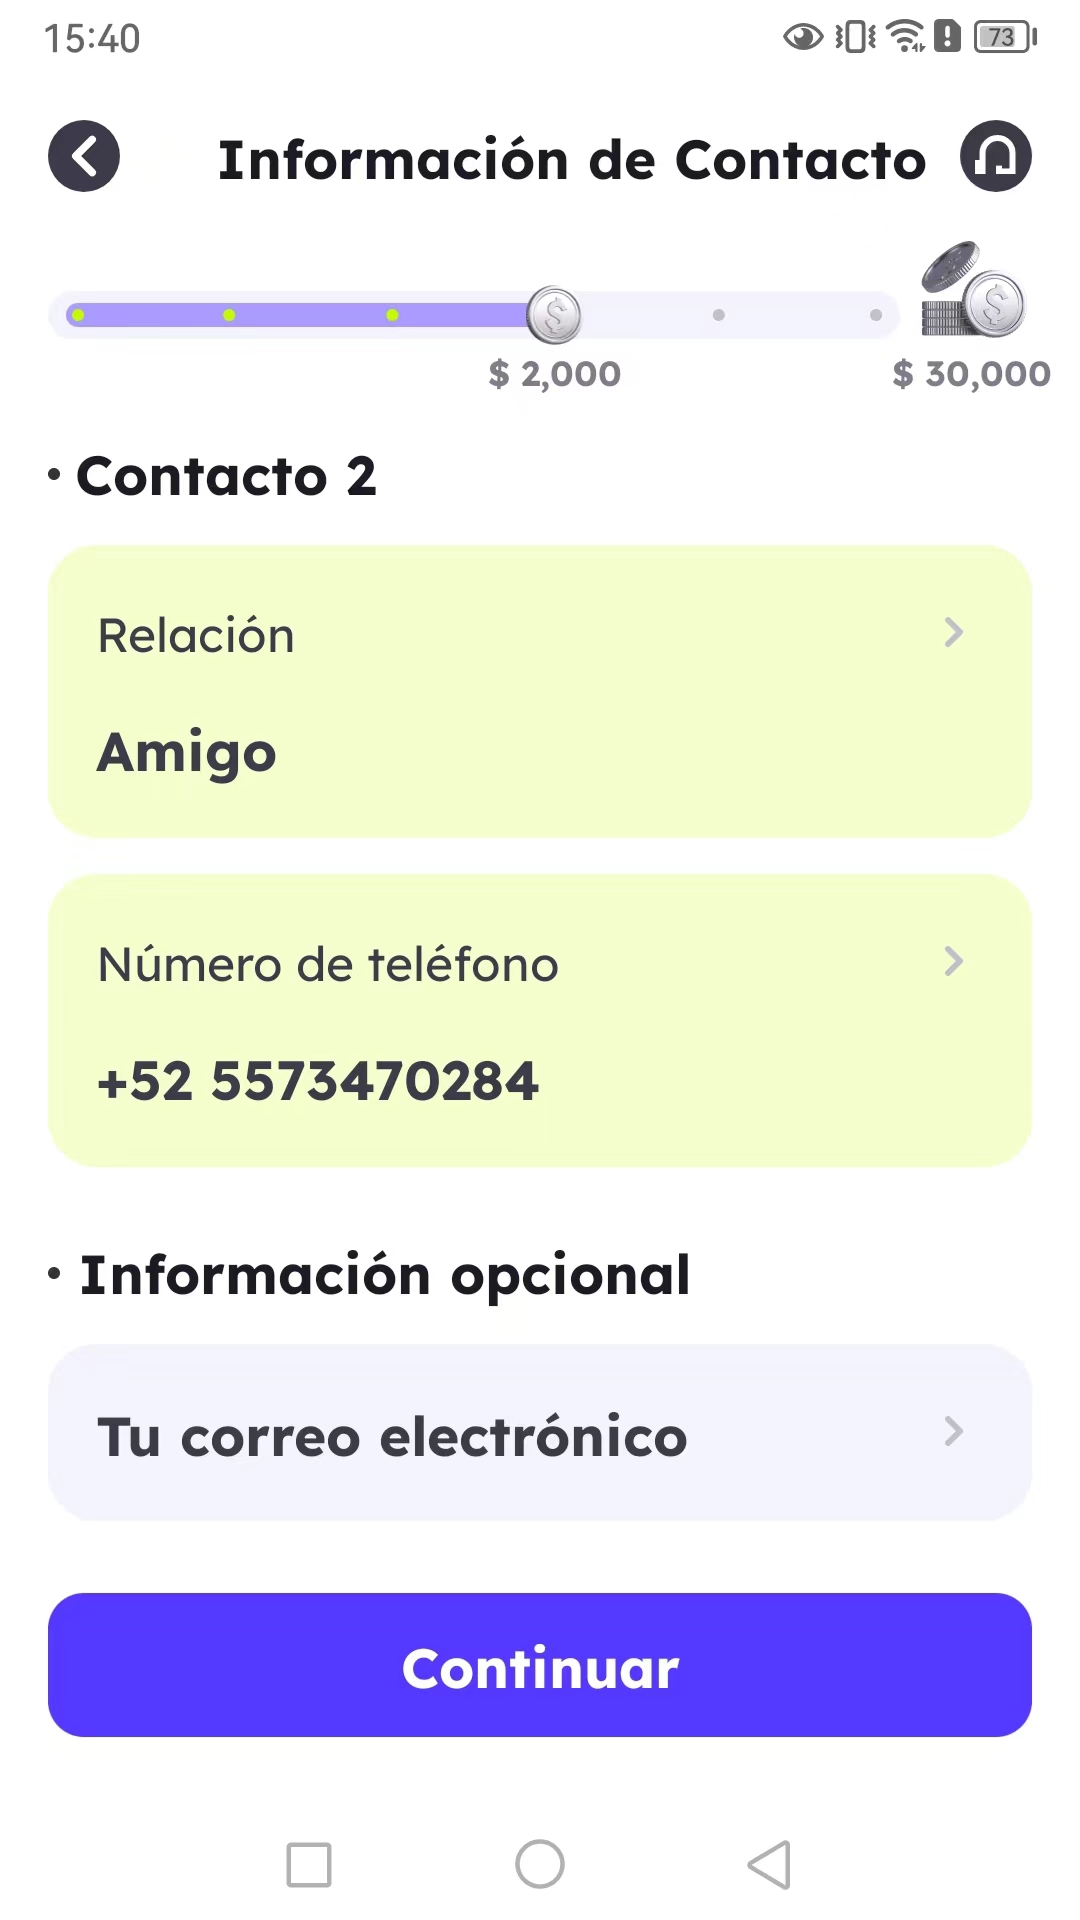 15:40
73
Información de Contacto
$ 2,000
$ 30,000
• Contacto 2
Relación
Amigo
Número de teléfono
+52 5573470284
• Información opcional
Tu correo electrónico
Continuar